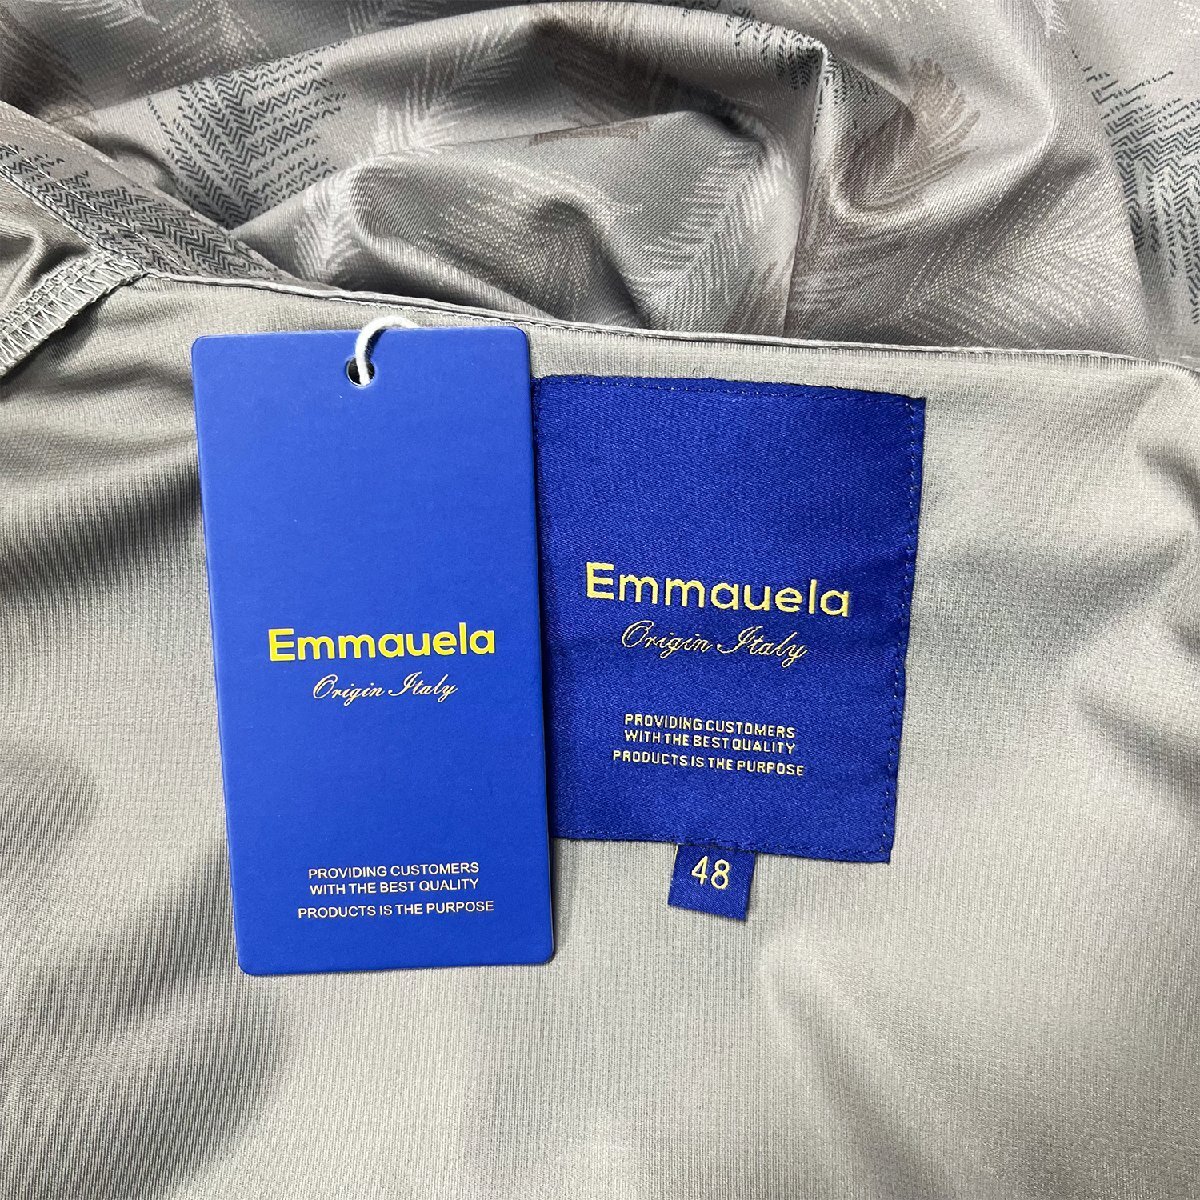 Emmauela
Origin Italy
PROVIDING CUSTOMERS
WITH THE BEST QUALITY
PRODUCTS IS THE PURPOSE
Emmauela
Origin Italy
PROVIDING CUSTOMERS
WITH THE BEST QUALITY
PRODUCTS IS THE PURPOSE
48